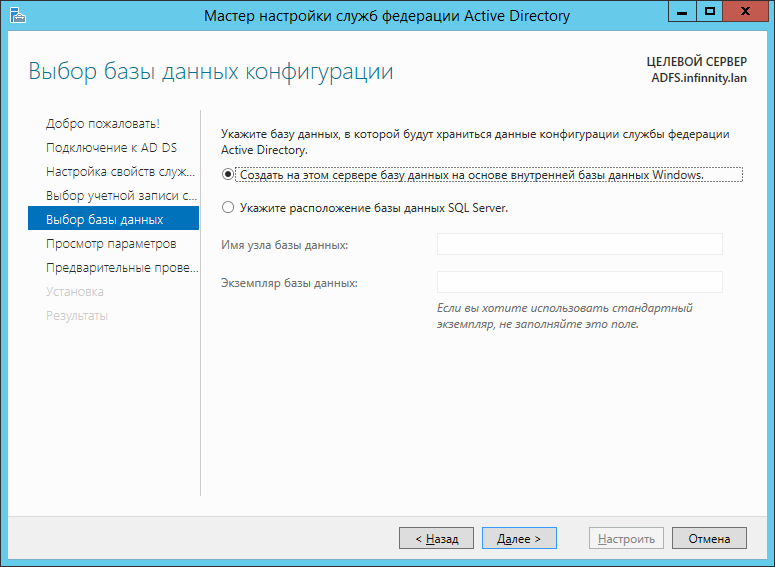 Мастер настройки служб федерации Active Directory
Выбор базы данных конфигурации
ЦЕЛЕВОЙ СЕРВЕР
ADFS.infinnity.lan
Добро пожаловать!
Подключение к AD DS
Настройка свойств служ...
Выбор учетной записи с...
Выбор базы данных
Просмотр параметров
Предварительные прове...
Установка
Результаты
Укажите базу данных, в которой будут храниться данные конфигурации службы федерации
Active Directory.
Создать на этом сервере базу данных на основе внутренней базы данных Windows.
Укажите расположение базы данных SQL Server.
Имя узла базы данных:
Экземпляр базы данных:
Если вы хотите использовать стандартный
экземпляр, не заполняйте это поле.
< Назад
Далее >
Настроить
Отмена